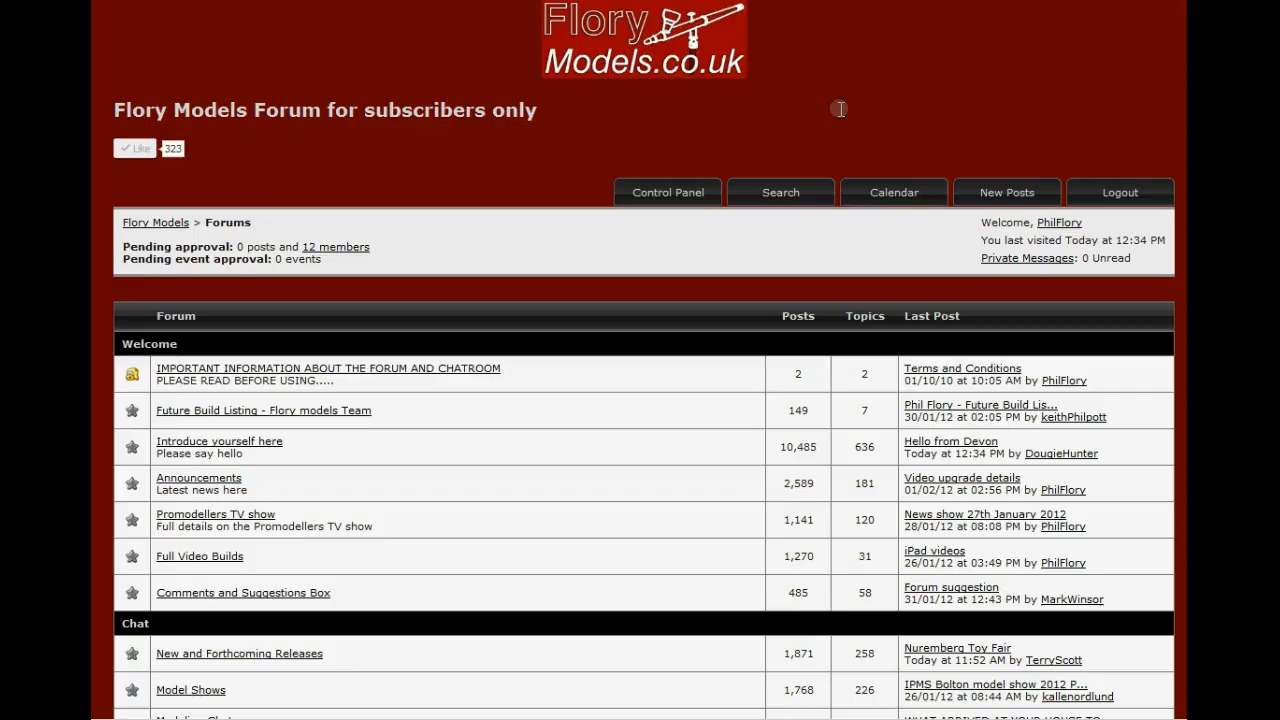 Flory
Models.co.uk
Flory Models Forum for subscribers only
Like 323
Control Panel Search Calendar New Posts Logout
Flory Models > Forums Welcome, PhilFlory
You last visited Today at 12:34 PM
Pending approval: 0 posts and 12 members
Pending event approval: 0 events Private Messages: 0 Unread
Forum Posts Topics Last Post
Welcome
IMPORTANT INFORMATION ABOUT THE FORUM AND CHATROOM 2 2 Terms and Conditions
PLEASE READ BEFORE USING..... 01/10/10 at 10:05 AM by PhilFlory
Future Build Listing - Flory models Team 149 7 Phil Flory - Future Build Lis...
30/01/12 at 02:05 PM by keithPhilpott
Introduce yourself here 10,485 636 Hello from Devon
Please say hello Today at 12:34 PM by DougieHunter
Announcements 2,589 181 Video upgrade details
Latest news here 01/02/12 at 02:56 PM by PhilFlory
Promodellers TV show 1,141 120 News show 27th January 2012
Full details on the Promodellers TV show 28/01/12 at 08:08 PM by PhilFlory
Full Video Builds 1,270 31 iPad videos
26/01/12 at 03:49 PM by PhilFlory
Comments and Suggestions Box 485 58 Forum suggestion
31/01/12 at 12:43 PM by MarkWinsor
Chat
New and Forthcoming Releases 1,871 258 Nuremberg Toy Fair
Today at 11:52 AM by TerryScott
Model Shows 1,768 226 IPMS Bolton model show 2012 P...
26/01/12 at 08:44 AM by kallenordlund